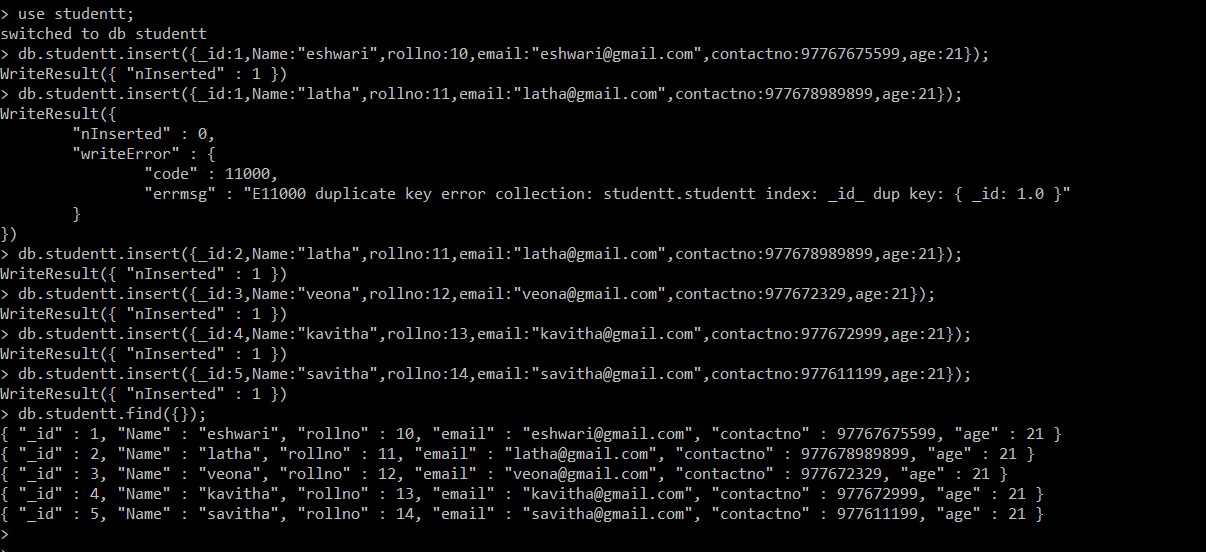 > use studentt;
switched to db studentt
> db.studentt.insert({_id:1,Name:"eshwari",rollno:10,email:"eshwari@gmail.com",contactno:97767675599,age:21});
WriteResult({ "nInserted" : 1 })
> db.studentt.insert({_id:1,Name:"latha",rollno:11,email:"latha@gmail.com",contactno:977678989899,age:21});
WriteResult({
        "nInserted" : 0,
        "writeError" : {
                "code" : 11000,
                "errmsg" : "E11000 duplicate key error collection: studentt.studentt index: _id_ dup key: { _id: 1.0 }"
        }
})
> db.studentt.insert({_id:2,Name:"latha",rollno:11,email:"latha@gmail.com",contactno:977678989899,age:21});
WriteResult({ "nInserted" : 1 })
> db.studentt.insert({_id:3,Name:"veona",rollno:12,email:"veona@gmail.com",contactno:977672329,age:21});
WriteResult({ "nInserted" : 1 })
> db.studentt.insert({_id:4,Name:"kavitha",rollno:13,email:"kavitha@gmail.com",contactno:977672999,age:21});
WriteResult({ "nInserted" : 1 })
> db.studentt.insert({_id:5,Name:"savitha",rollno:14,email:"savitha@gmail.com",contactno:977611199,age:21});
WriteResult({ "nInserted" : 1 })
> db.studentt.find({});
{ "_id" : 1, "Name" : "eshwari", "rollno" : 10, "email" : "eshwari@gmail.com", "contactno" : 97767675599, "age" : 21 }
{ "_id" : 2, "Name" : "latha", "rollno" : 11, "email" : "latha@gmail.com", "contactno" : 977678989899, "age" : 21 }
{ "_id" : 3, "Name" : "veona", "rollno" : 12, "email" : "veona@gmail.com", "contactno" : 977672329, "age" : 21 }
{ "_id" : 4, "Name" : "kavitha", "rollno" : 13, "email" : "kavitha@gmail.com", "contactno" : 977672999, "age" : 21 }
{ "_id" : 5, "Name" : "savitha", "rollno" : 14, "email" : "savitha@gmail.com", "contactno" : 977611199, "age" : 21 }
>